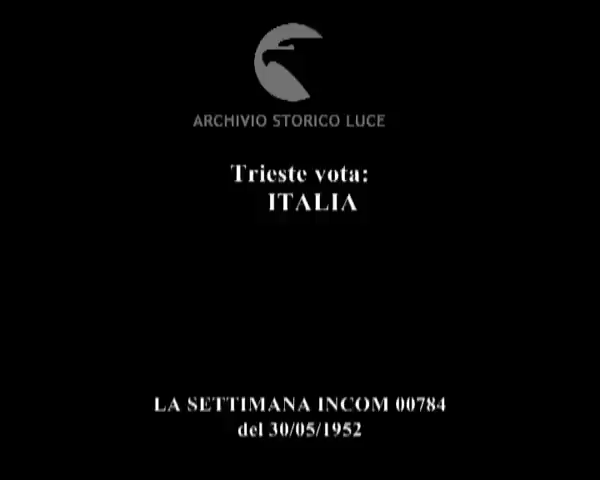 ARCHIVIO STORICO LUCE
Trieste vota:
ITALIA
LA SETTIMANA INCOM 00784
del 30/05/1952